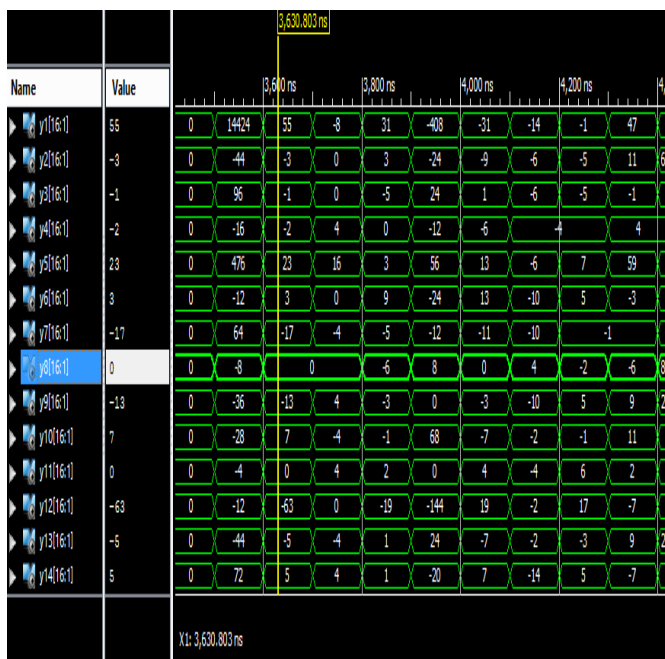 3,630.803 ns
Name Value 3,600 ns 3,800 ns 4,000 ns 4,200 ns 4,
y1[16:1] 55 0 14424 55 -8 31 -408 -31 -14 -1 47
y2[16:1] -3 0 -44 -3 0 3 -24 -9 -6 -5 11 6
y3[16:1] -1 0 96 -1 0 -5 24 1 -6 -5 -1
y4[16:1] -2 0 -16 -2 4 0 -12 -6 -4 4
y5[16:1] 23 0 476 23 16 3 56 13 -6 7 59
y6[16:1] 3 0 -12 3 0 9 -24 13 -10 5 -3
y7[16:1] -17 0 64 -17 -4 -5 -12 -11 -10 -1
y8[16:1] 0 0 -8 0 -6 8 0 4 -2 -6 8
y9[16:1] -13 0 -36 -13 4 -3 0 -3 -10 5 9 2
y10[16:1] 7 0 -28 7 -4 -1 68 -7 -2 -1 11
y11[16:1] 0 0 -4 0 4 2 0 4 -4 6 2
y12[16:1] -63 0 -12 -63 0 -19 -144 19 -2 17 -7
y13[16:1] -5 0 -44 -5 -4 1 24 -7 -2 -3 9 2
y14[16:1] 5 0 72 5 4 1 -20 7 -14 5 -7
X1: 3,630.803 ns